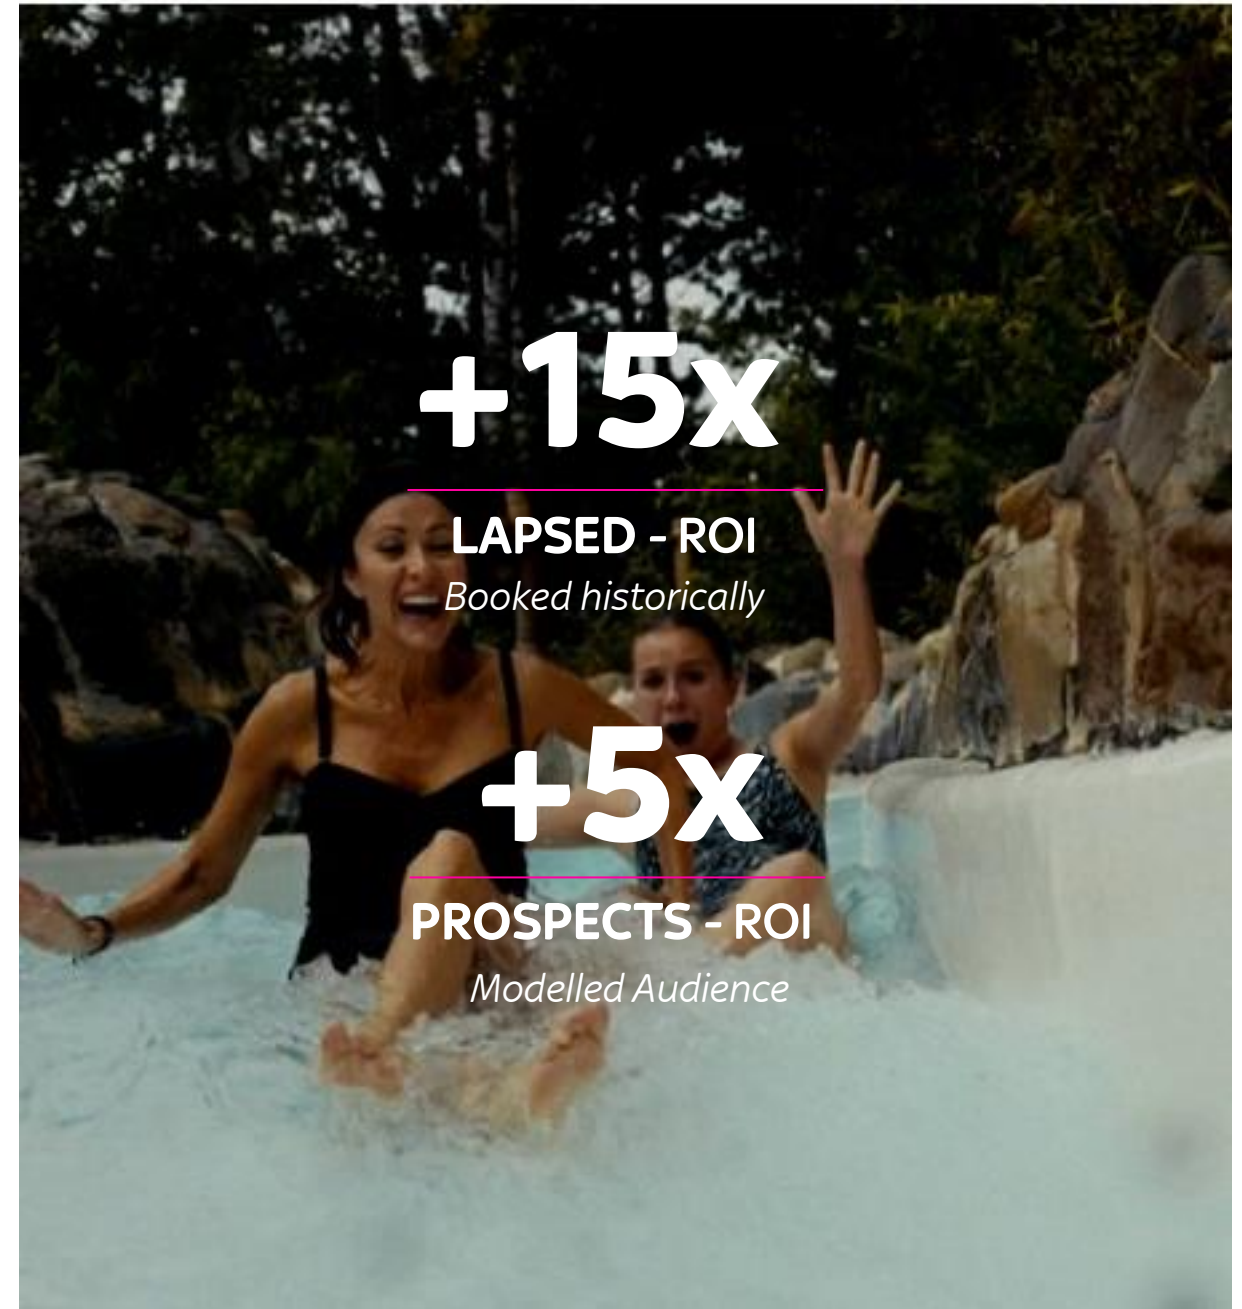 +15x
LAPSED - ROI
Booked historically
+5x
PROSPECTS - ROI
Modelled Audience